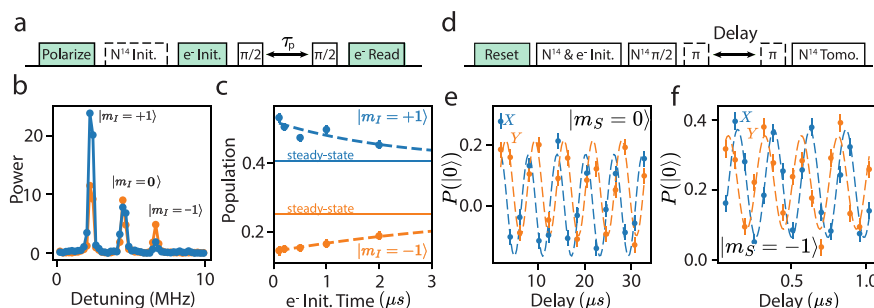 a
Polarize
N¹⁴ Init.
e⁻ Init.
π/2
τₚ
π/2
e⁻ Read
d
Reset
N¹⁴ & e⁻ Init.
N¹⁴ π/2
π
Delay
π
N¹⁴ Tomo.
b
|m_I = +1⟩
|m_I = 0⟩
|m_I = −1⟩
Power
20
10
0
0
10
Detuning (MHz)
c
|m_I = +1⟩
steady-state
steady-state
|m_I = −1⟩
Population
0.4
0.2
0
1
2
3
e⁻ Init. Time (μs)
e
X
Y
|m_S = 0⟩
P(|0⟩)
0.2
0.0
10
20
30
Delay (μs)
f
X
Y
|m_S = −1⟩
P(|0⟩)
0.4
0.2
0.0
0.5
1.0
Delay (μs)